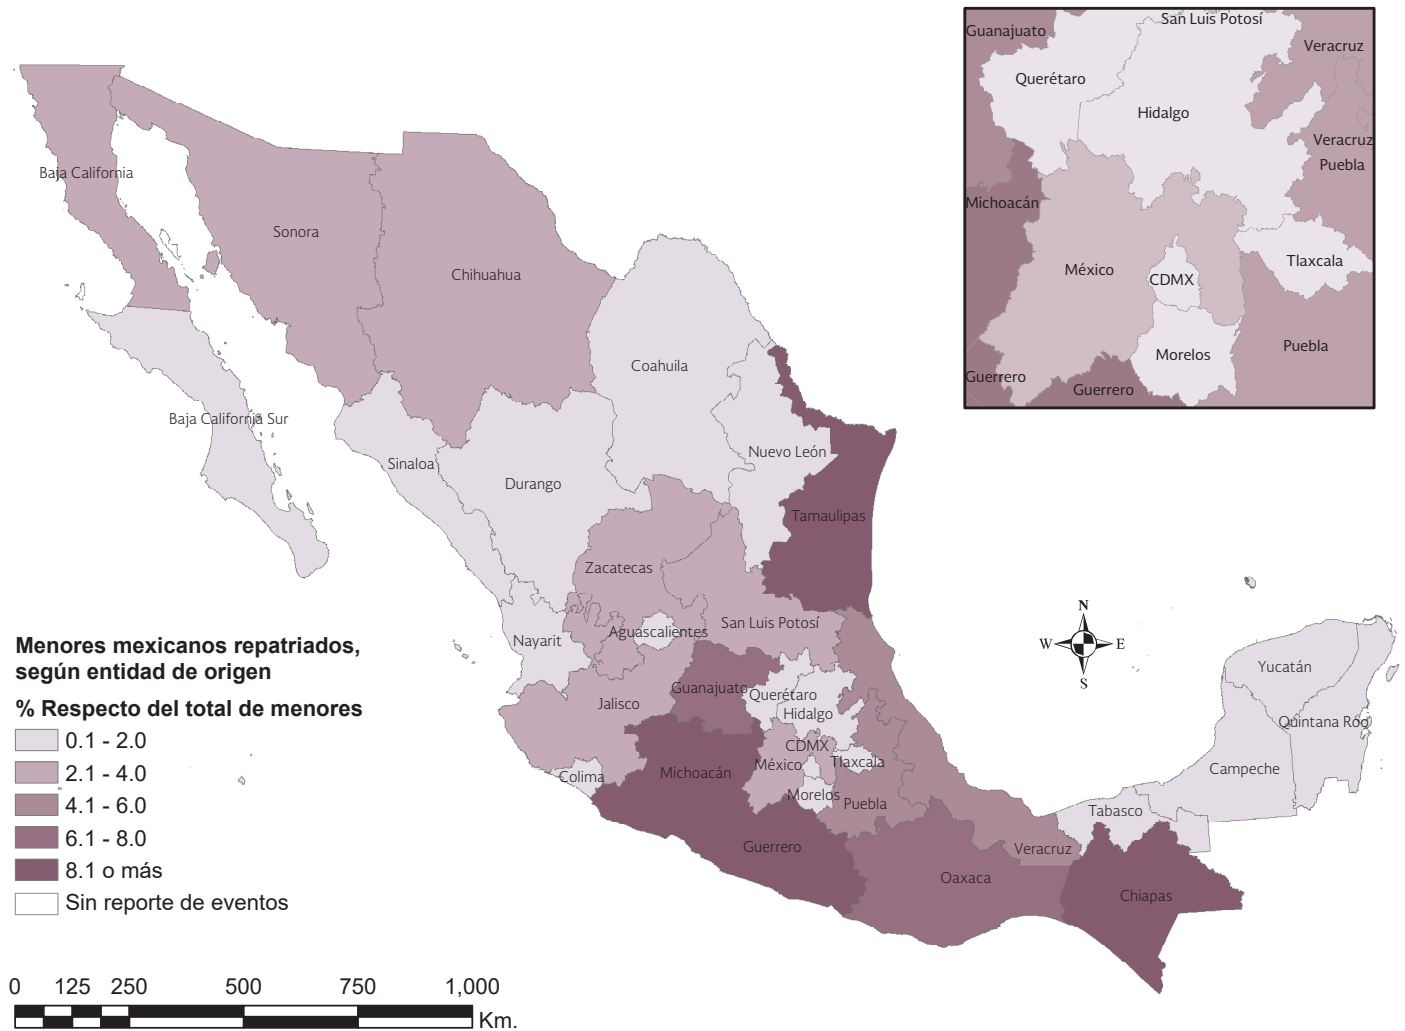 San Luis Potosí
Guanajuato
Veracruz
Querétaro
Hidalgo
Veracruz
Puebla
Michoacán
Tlaxcala
México
CDMX
Puebla
Morelos
Guerrero
Guerrero
Baja California
Sonora
Chihuahua
Coahuila
Baja California Sur
Nuevo León
Sinaloa
Durango
Tamaulipas
Zacatecas
San Luis Potosí
Aguascalientes
Nayarit
Guanajuato
Querétaro
Jalisco
Hidalgo
CDMX
Tlaxcala
México
Michoacán
Colima
Morelos
Puebla
Guerrero
Veracruz
Oaxaca
Chiapas
Tabasco
Campeche
Yucatán
Quintana Roo
N
W
E
S
Menores mexicanos repatriados,
según entidad de origen
% Respecto del total de menores
0.1 - 2.0
2.1 - 4.0
4.1 - 6.0
6.1 - 8.0
8.1 o más
Sin reporte de eventos
0 125 250 500 750 1,000
Km.